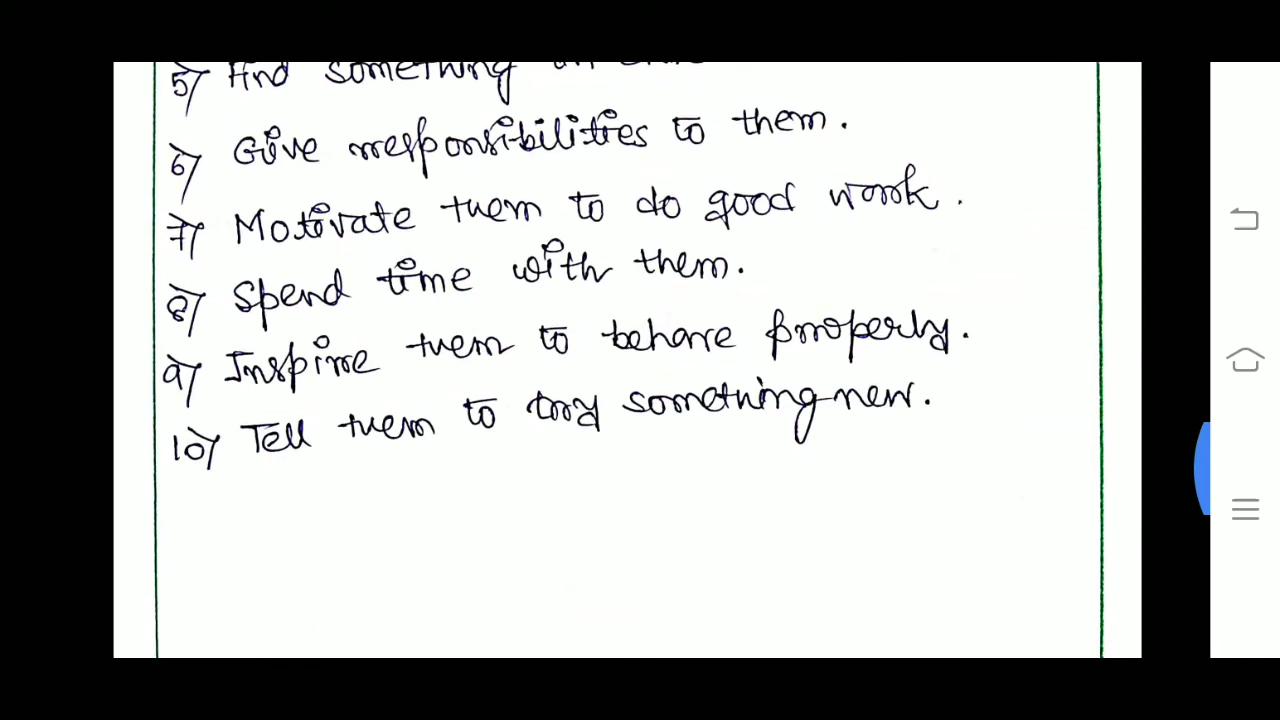 5) Find something
6) Give responsibilities to them.
7) Motivate them to do good work.
8) Spend time with them.
9) Inspire them to behave properly.
10) Tell them to try something new.